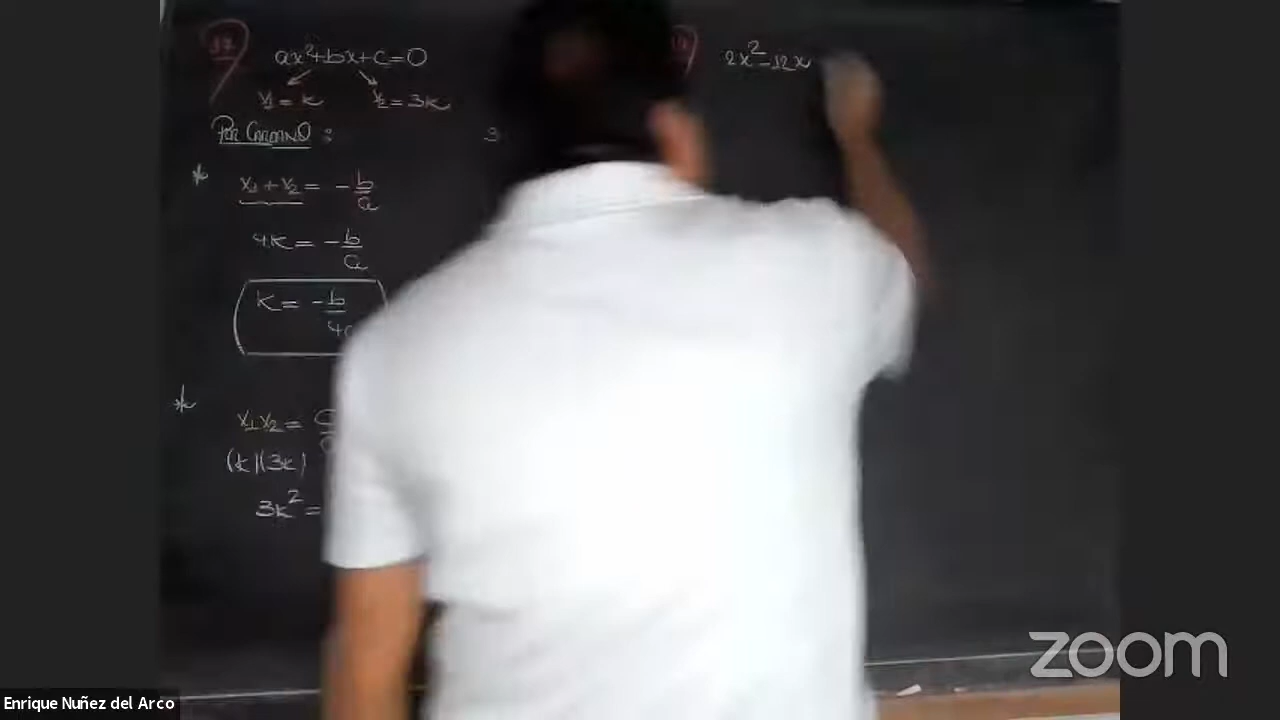 ax²+bx+c=0
x₁ = k x₂ = 3k
POR CARDANO :
* x₁ + x₂ = -b/a
4k = -b/a
k = -b/4a
* x₁x₂ =
(k)(3k)
3k² =
2x²-12x
zoom
Enrique Nuñez del Arco